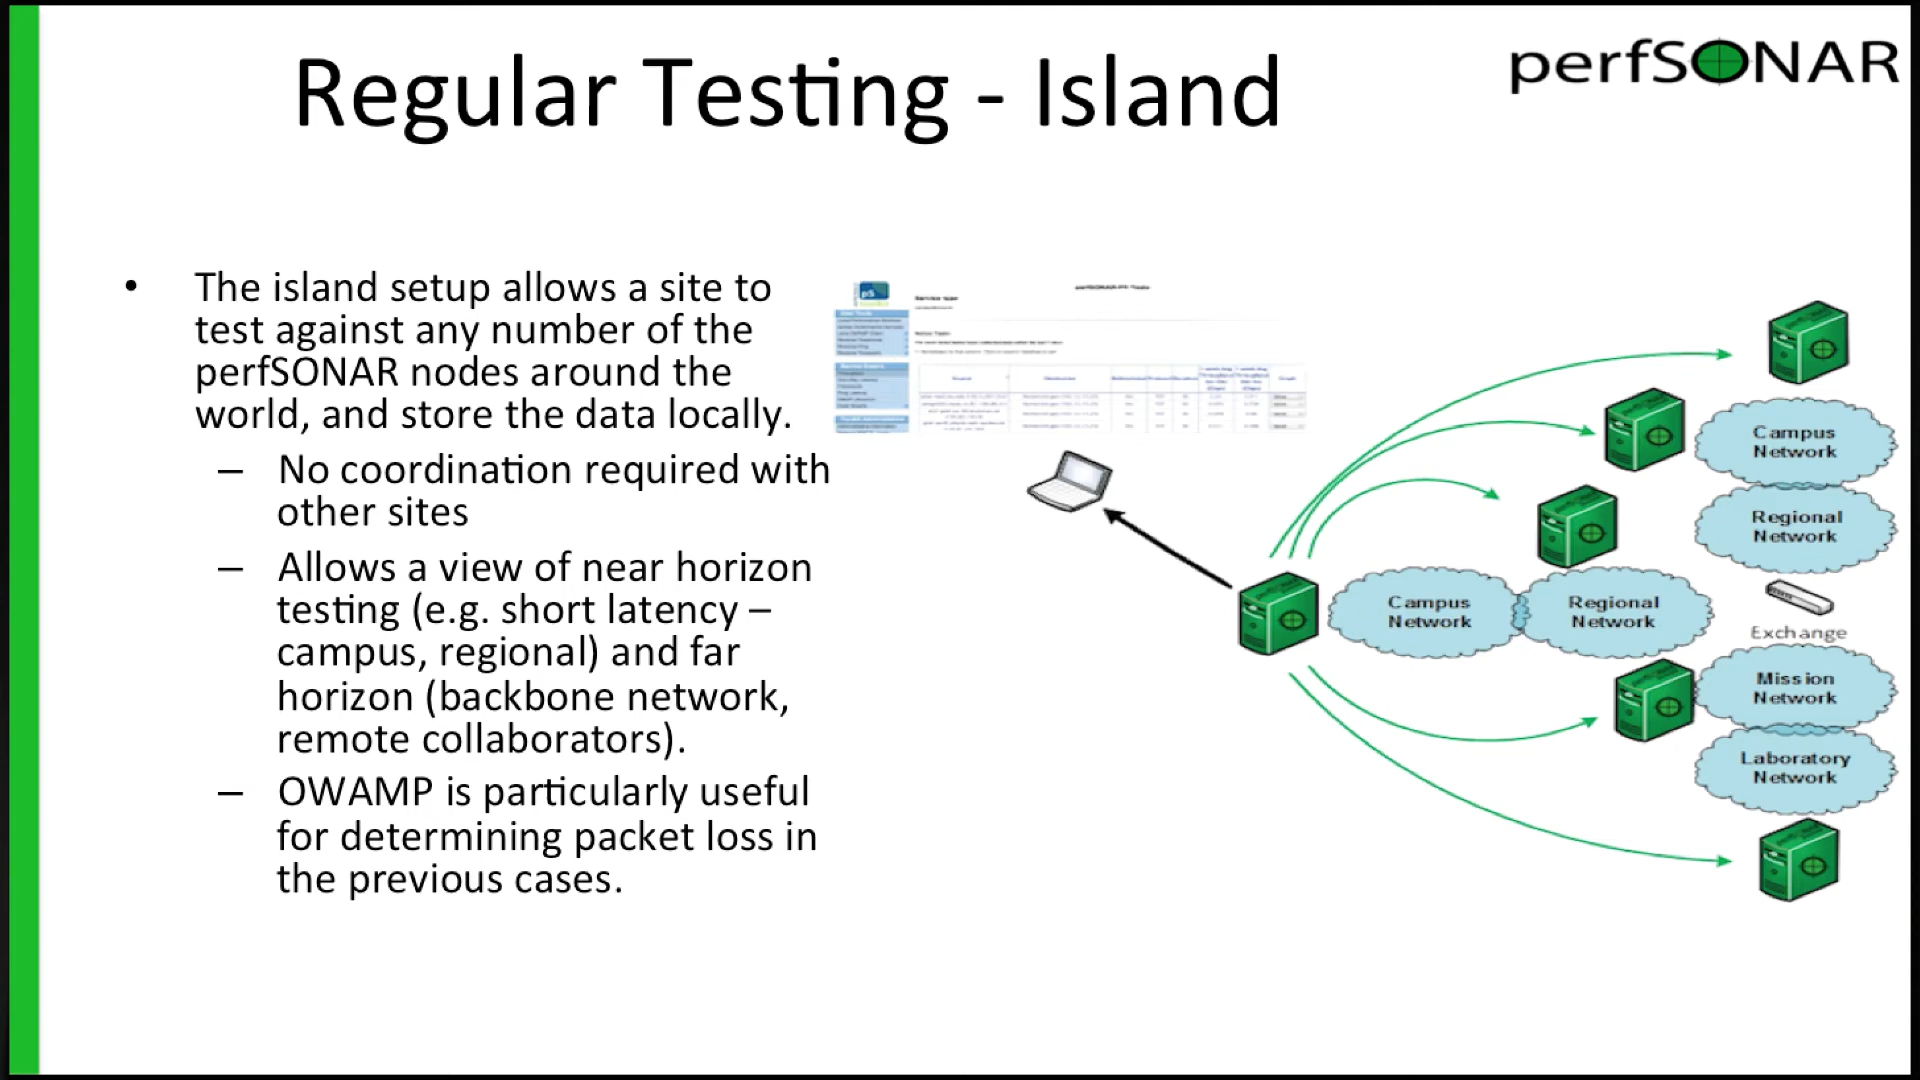 Regular Testing - Island
perfSONAR
• The island setup allows a site to
test against any number of the
perfSONAR nodes around the
world, and store the data locally.
– No coordination required with
other sites
– Allows a view of near horizon
testing (e.g. short latency –
campus, regional) and far
horizon (backbone network,
remote collaborators).
– OWAMP is particularly useful
for determining packet loss in
the previous cases.
Campus
Network
Regional
Network
Campus
Network
Regional
Network
Exchange
Mission
Network
Laboratory
Network